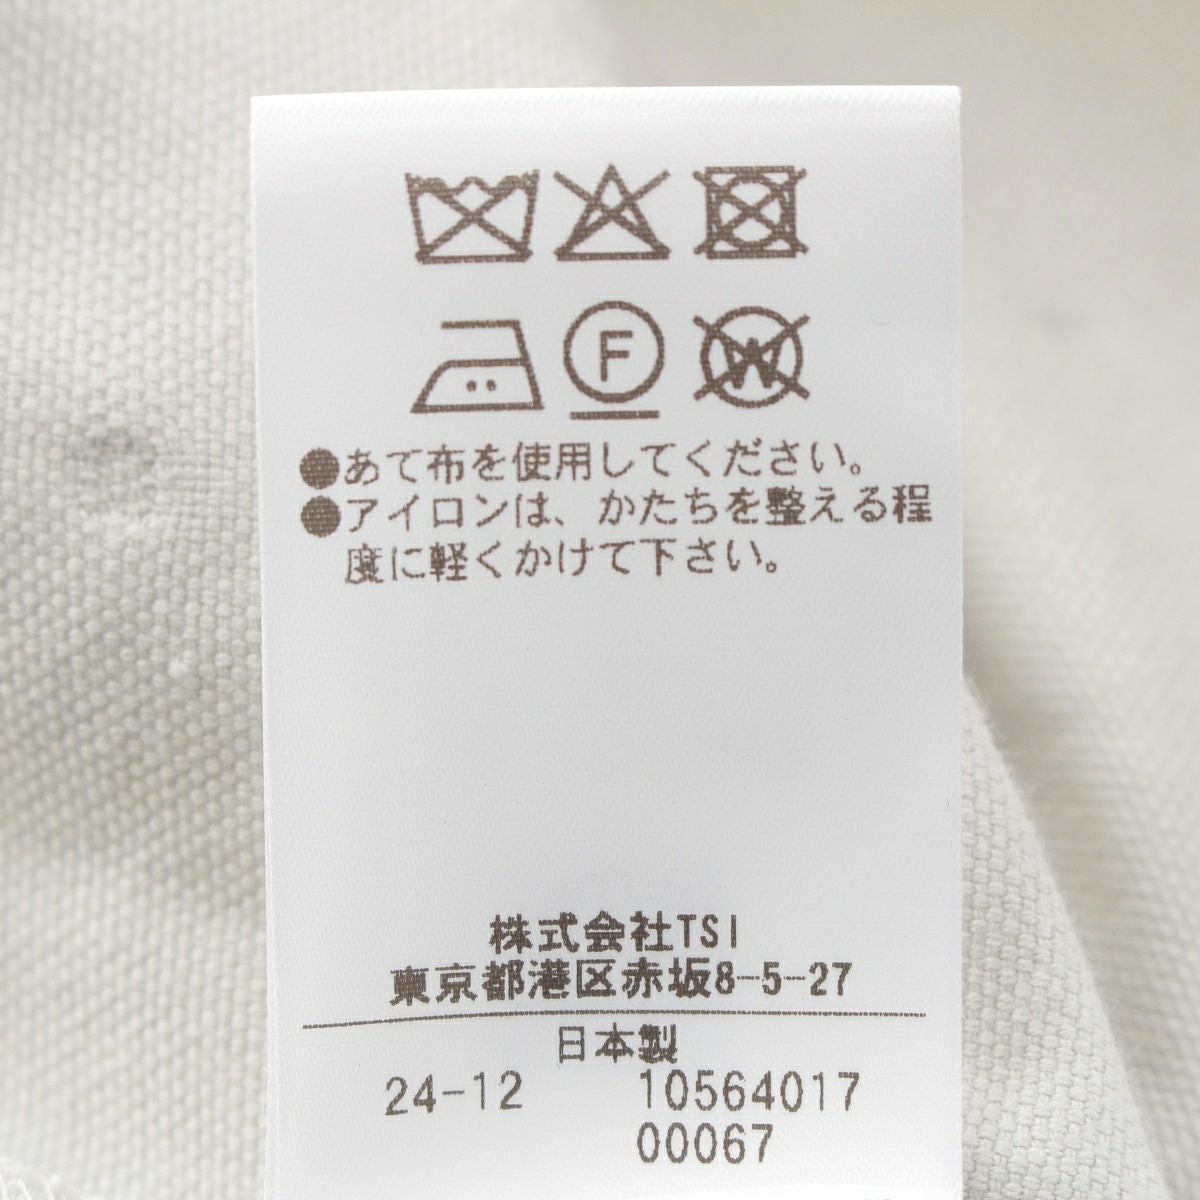 F
W
●あて布を使用してください。
●アイロンは、かたちを整える程
度に軽くかけて下さい。
株式会社TSI
東京都港区赤坂8-5-27
日本製
24-12 10564017
00067